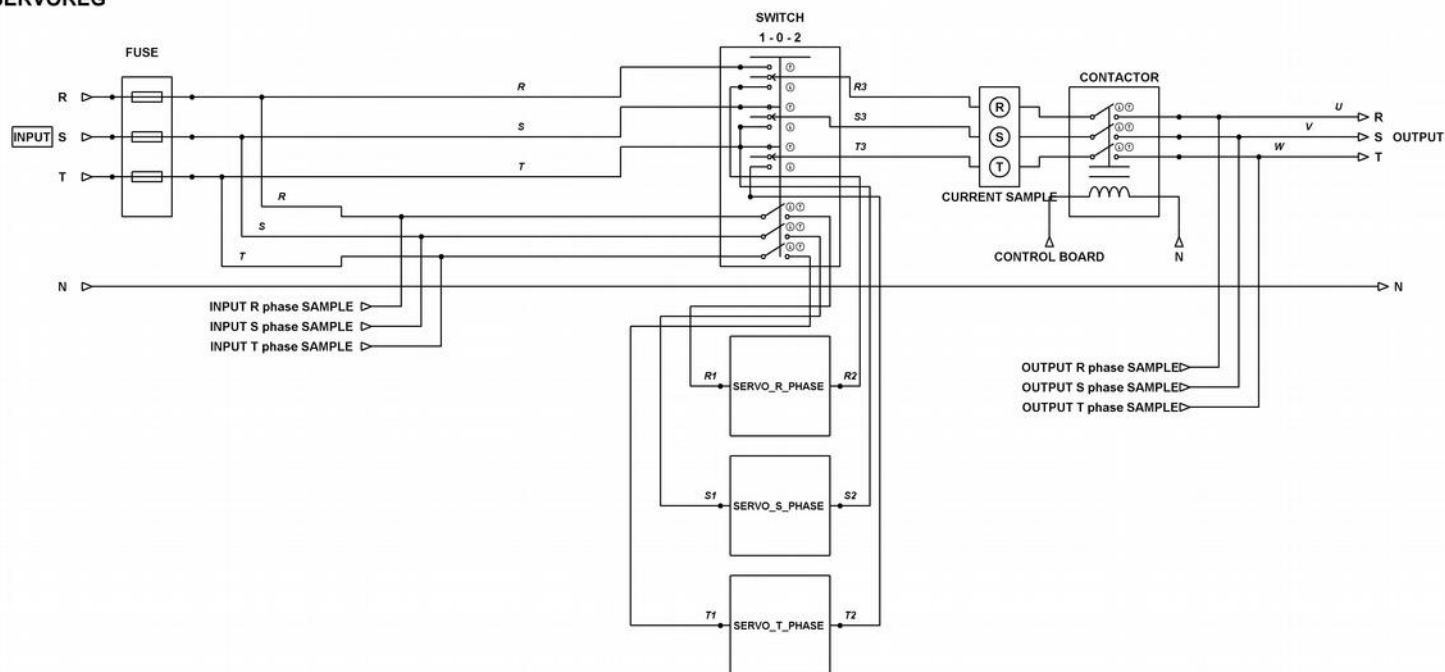 SERVOREG
SWITCH
1 - 0 - 2
FUSE
CONTACTOR
R
R
R3
R
U
R
INPUT
S
S
S3
S
V
S
OUTPUT
T
T
T3
T
W
T
R
CURRENT SAMPLE
S
T
CONTROL BOARD
N
N
N
INPUT R phase SAMPLE
INPUT S phase SAMPLE
INPUT T phase SAMPLE
OUTPUT R phase SAMPLE
OUTPUT S phase SAMPLE
OUTPUT T phase SAMPLE
R1
SERVO_R_PHASE
R2
S1
SERVO_S_PHASE
S2
T1
SERVO_T_PHASE
T2